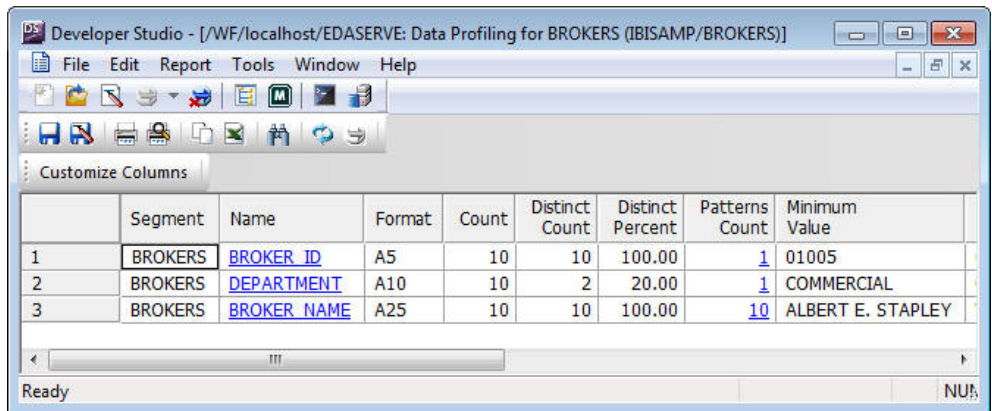 Developer Studio - [/WF/localhost/EDASERVE: Data Profiling for BROKERS (IBISAMP/BROKERS)]
File Edit Report Tools Window Help
Customize Columns
Segment Name Format Count Distinct Count Distinct Percent Patterns Count Minimum Value
1 BROKERS BROKER_ID A5 10 10 100.00 1 01005
2 BROKERS DEPARTMENT A10 10 2 20.00 1 COMMERCIAL
3 BROKERS BROKER_NAME A25 10 10 100.00 10 ALBERT E. STAPLEY
Ready